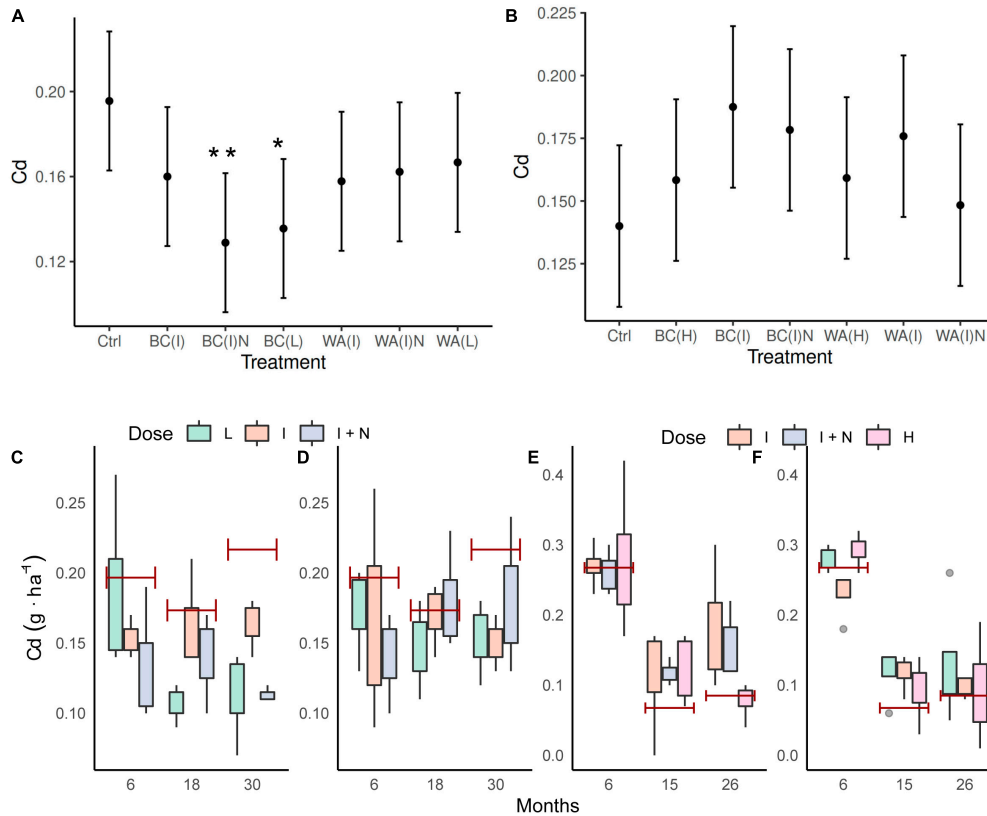 A
B
0.20
0.16
0.12
Cd
* *
*
Ctrl BC(I) BC(I)N BC(L) WA(I) WA(I)N WA(L)
Treatment
0.225
0.200
0.175
0.150
0.125
Cd
Ctrl BC(H) BC(I) BC(I)N WA(H) WA(I) WA(I)N
Treatment
Dose L I I + N
Dose I I + N H
C
D
E
F
Cd (g · ha⁻¹)
0.25
0.20
0.15
0.10
6 18 30
0.25
0.20
0.15
0.10
6 18 30
0.4
0.3
0.2
0.1
0.0
6 15 26
0.4
0.3
0.2
0.1
0.0
6 15 26
Months